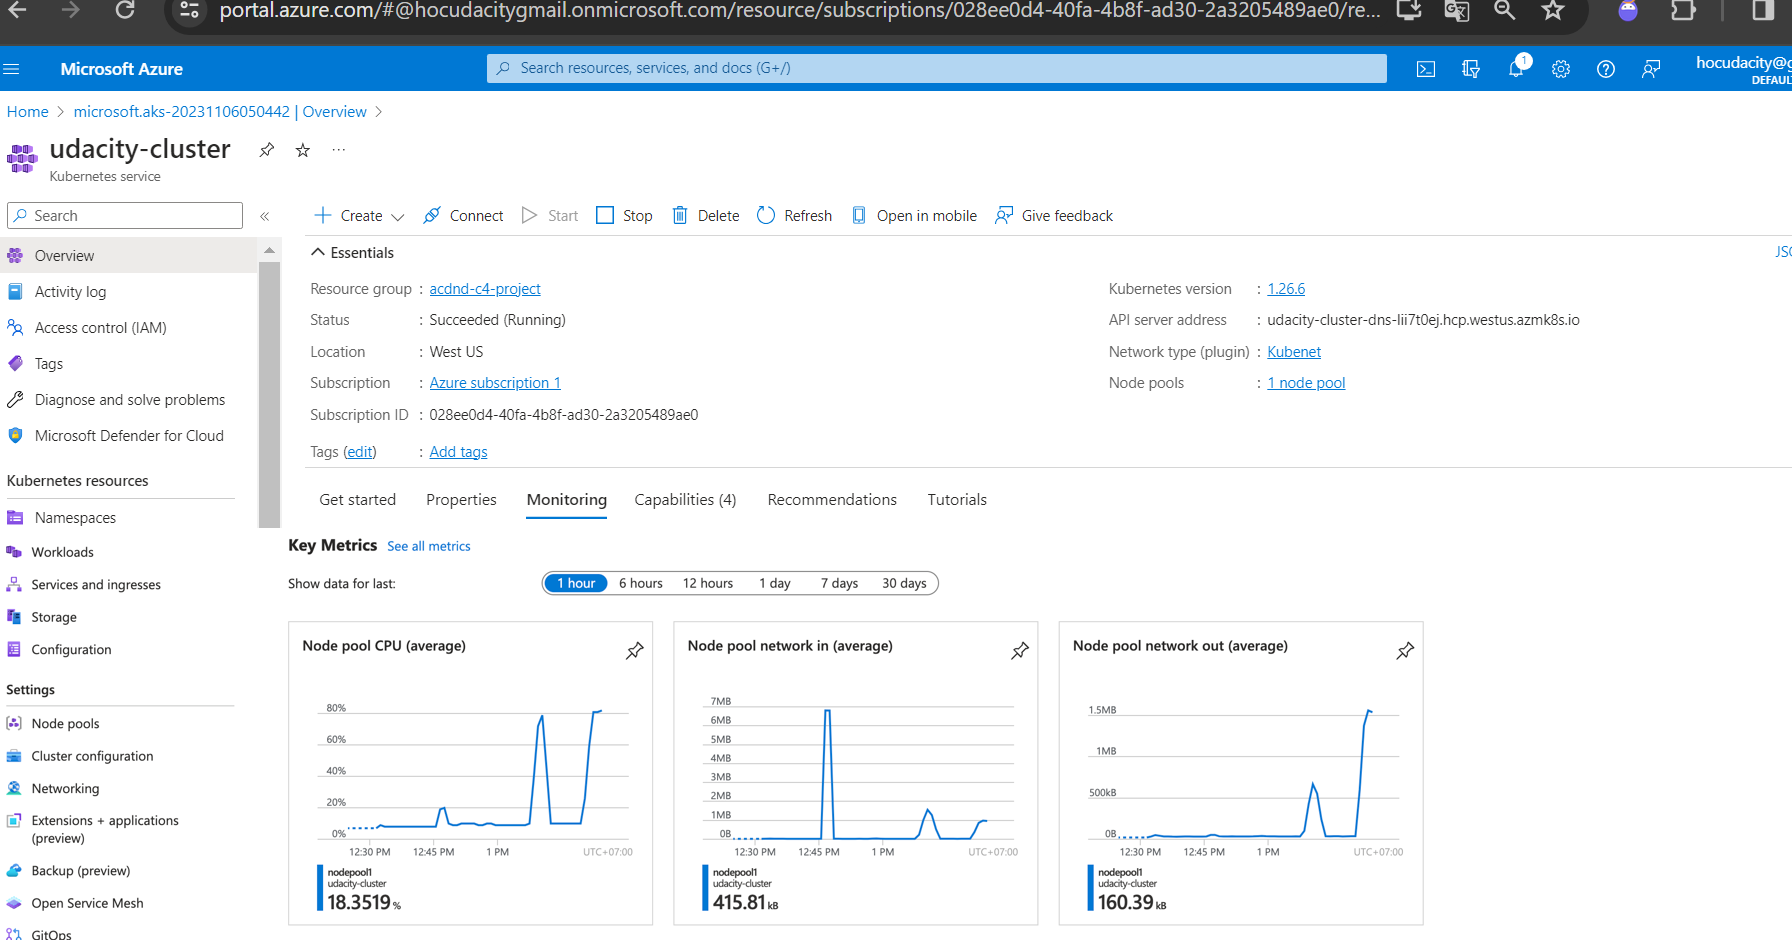 portal.azure.com/#@hocudacitygmail.onmicrosoft.com/resource/subscriptions/028ee0d4-40fa-4b8f-ad30-2a3205489ae0/re...
Microsoft Azure
Search resources, services, and docs (G+/)
1
hocudacity@g
DEFAUL
Home > microsoft.aks-20231106050442 | Overview >
udacity-cluster
Kubernetes service
Search
Create
Connect
Start
Stop
Delete
Refresh
Open in mobile
Give feedback
Overview
Activity log
Access control (IAM)
Tags
Diagnose and solve problems
Microsoft Defender for Cloud
Kubernetes resources
Namespaces
Workloads
Services and ingresses
Storage
Configuration
Settings
Node pools
Cluster configuration
Networking
Extensions + applications
(preview)
Backup (preview)
Open Service Mesh
GitOps
Essentials
JSO
Resource group : acdnd-c4-project
Status : Succeeded (Running)
Location : West US
Subscription : Azure subscription 1
Subscription ID : 028ee0d4-40fa-4b8f-ad30-2a3205489ae0
Tags (edit) : Add tags
Kubernetes version : 1.26.6
API server address : udacity-cluster-dns-lii7t0ej.hcp.westus.azmk8s.io
Network type (plugin) : Kubenet
Node pools : 1 node pool
Get started
Properties
Monitoring
Capabilities (4)
Recommendations
Tutorials
Key Metrics See all metrics
Show data for last:
1 hour
6 hours
12 hours
1 day
7 days
30 days
Node pool CPU (average)
80%
60%
40%
20%
0%
12:30 PM
12:45 PM
1 PM
UTC+07:00
nodepool1
udacity-cluster
18.3519 %
Node pool network in (average)
7MB
6MB
5MB
4MB
3MB
2MB
1MB
0B
12:30 PM
12:45 PM
1 PM
UTC+07:00
nodepool1
udacity-cluster
415.81 kB
Node pool network out (average)
1.5MB
1MB
500kB
0B
12:30 PM
12:45 PM
1 PM
UTC+07:00
nodepool1
udacity-cluster
160.39 kB